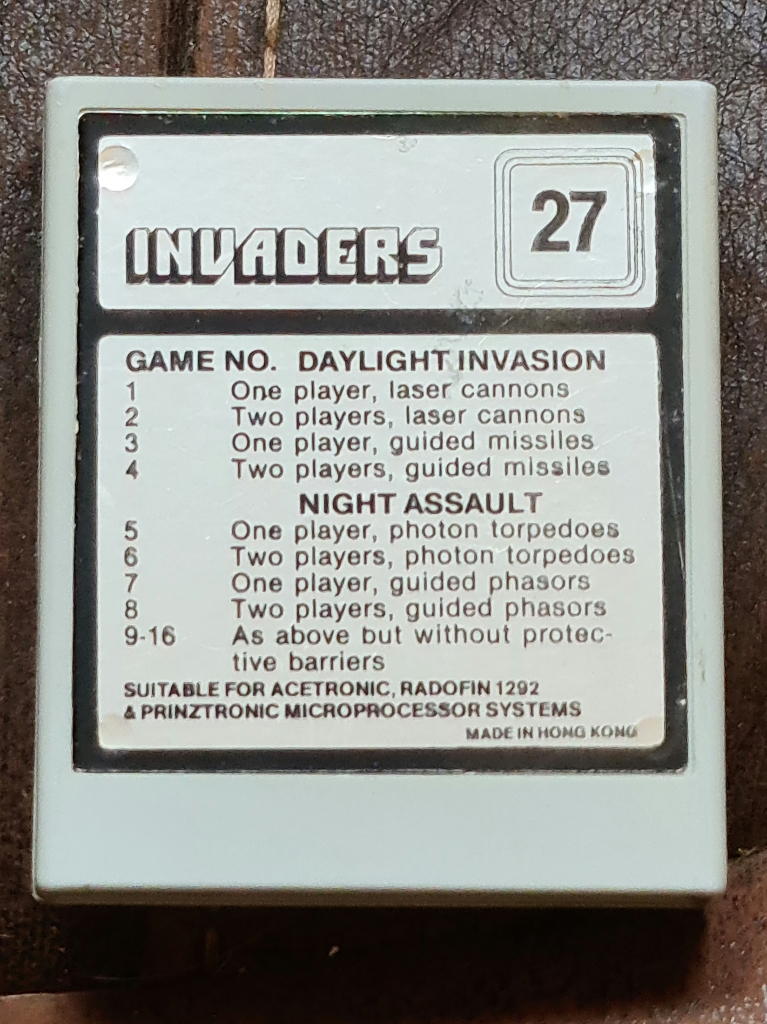 INVADERS
27
GAME NO. DAYLIGHT INVASION
1 One player, laser cannons
2 Two players, laser cannons
3 One player, guided missiles
4 Two players, guided missiles
NIGHT ASSAULT
5 One player, photon torpedoes
6 Two players, photon torpedoes
7 One player, guided phasors
8 Two players, guided phasors
9-16 As above but without protec-
tive barriers
SUITABLE FOR ACETRONIC, RADOFIN 1292
& PRINZTRONIC MICROPROCESSOR SYSTEMS
MADE IN HONG KONG